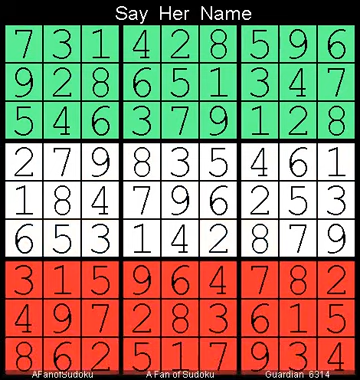 Say Her Name
7 3 1 4 2 8 5 9 6
9 2 8 6 5 1 3 4 7
5 4 6 3 7 9 1 2 8
2 7 9 8 3 5 4 6 1
1 8 4 7 9 6 2 5 3
6 5 3 1 4 2 8 7 9
3 1 5 9 6 4 7 8 2
4 9 7 2 8 3 6 1 5
8 6 2 5 1 7 9 3 4
AFanofSudoku A Fan of Sudoku Guardian 6314